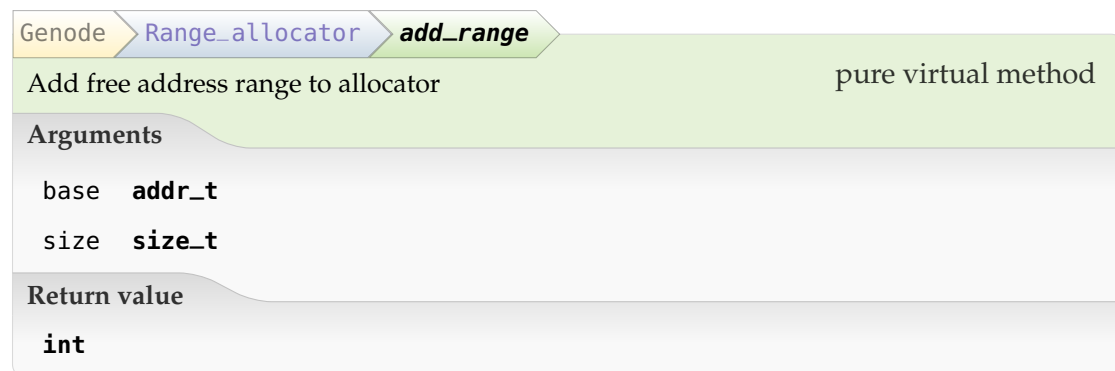 Genode Range_allocator add_range
Add free address range to allocator pure virtual method
Arguments
base addr_t
size size_t
Return value
int